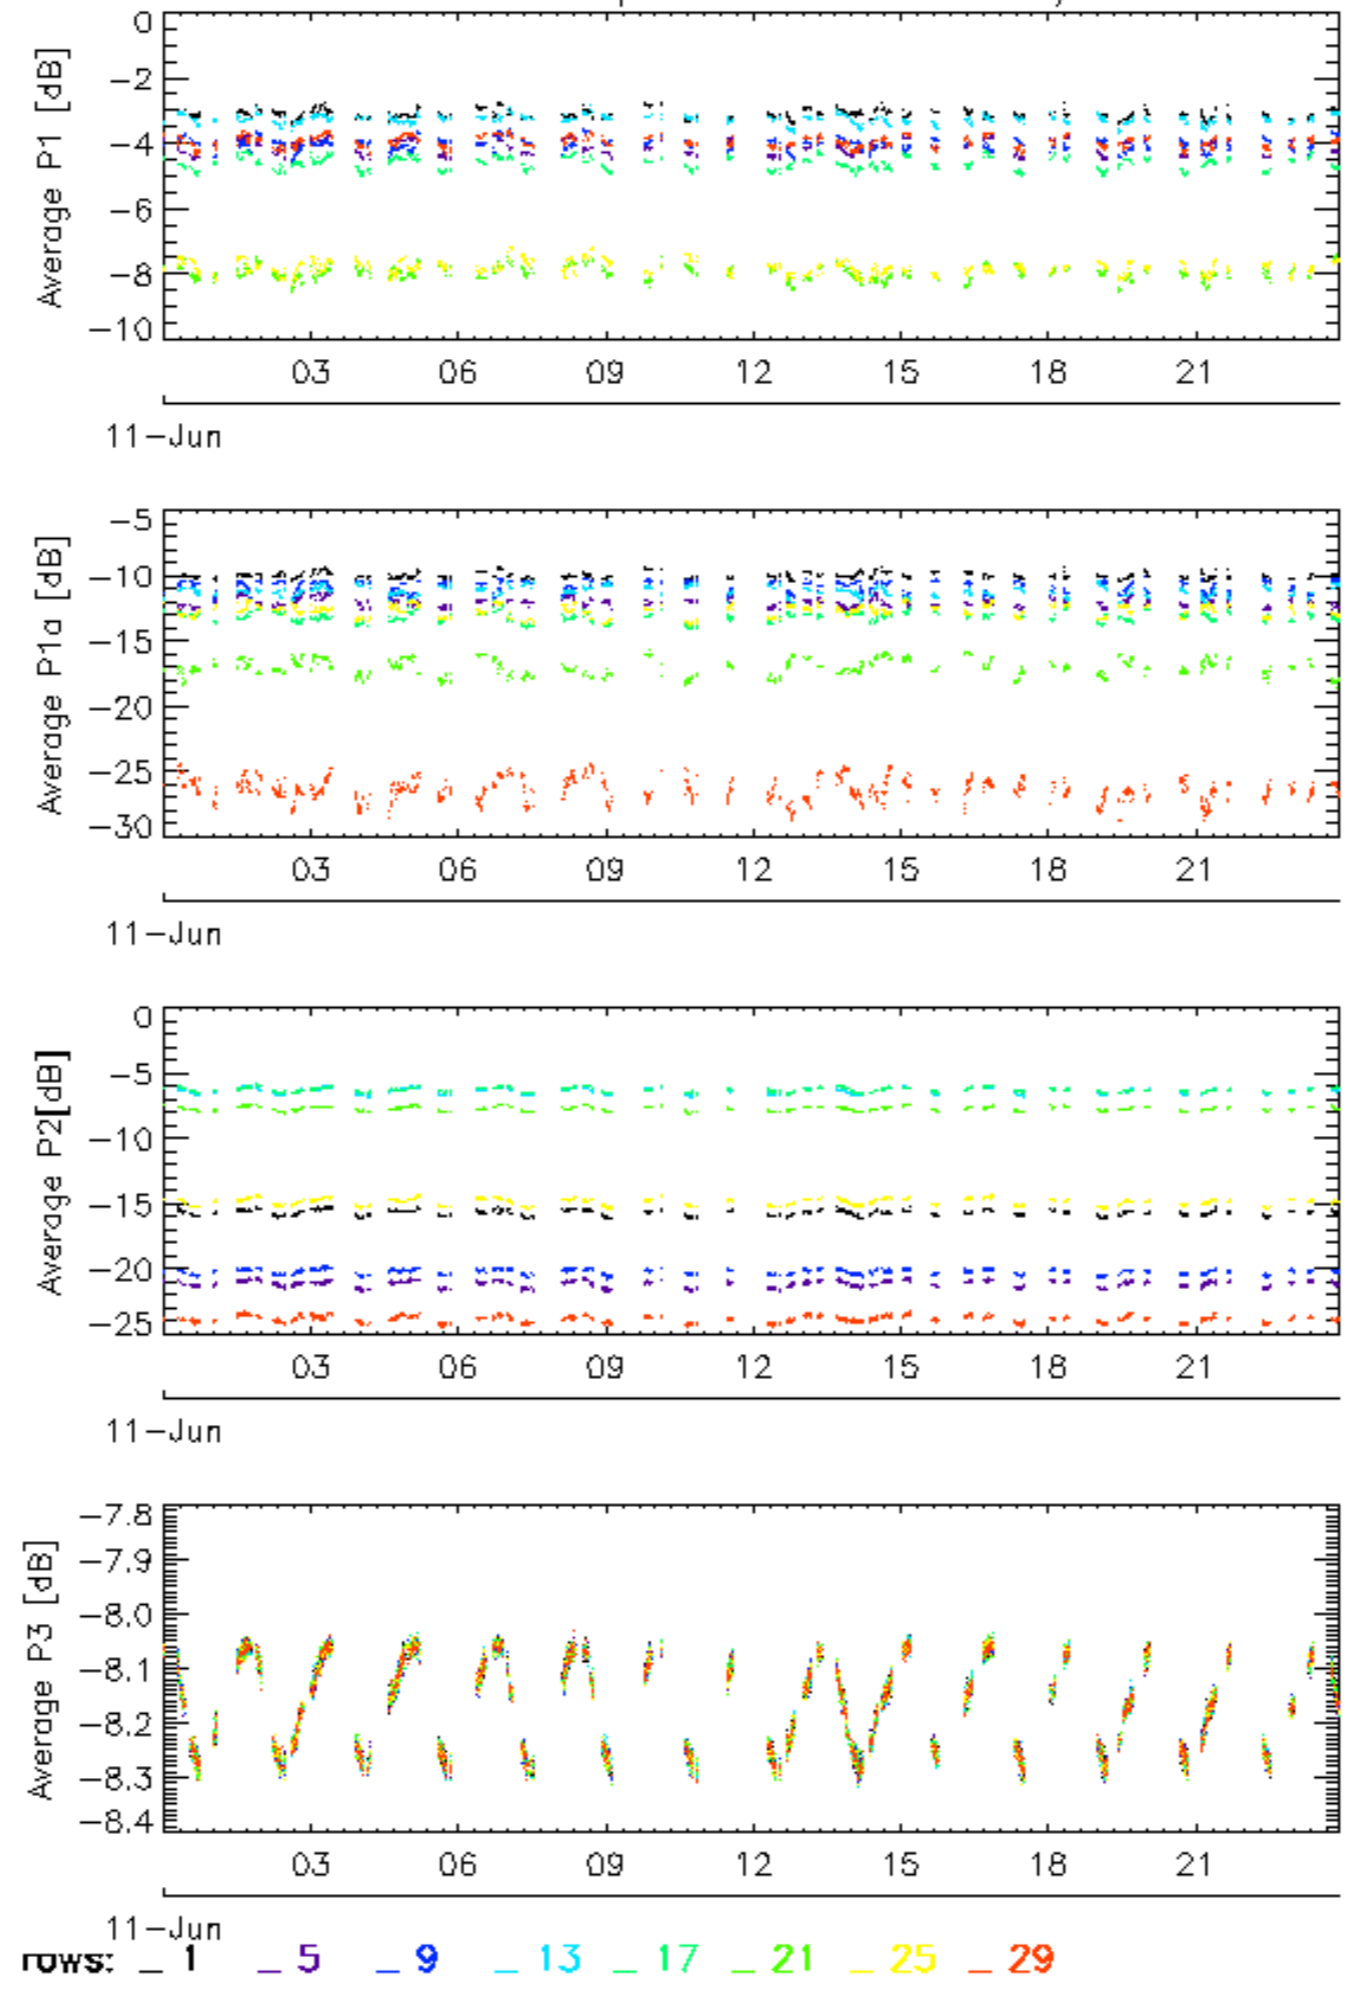 0
Average P1 [dB]
−2
−4
−6
−8
−10
03 06 09 12 15 18 21
11−Jun
−5
Average P1a [dB]
−10
−15
−20
−25
−30
03 06 09 12 15 18 21
11−Jun
0
Average P2[dB]
−5
−10
−15
−20
−25
03 06 09 12 15 18 21
11−Jun
−7.8
Average P3 [dB]
−7.9
−8.0
−8.1
−8.2
−8.3
−8.4
03 06 09 12 15 18 21
11−Jun
rows: _ 1 _ 5 _ 9 _ 13 _ 17 _ 21 _ 25 _ 29